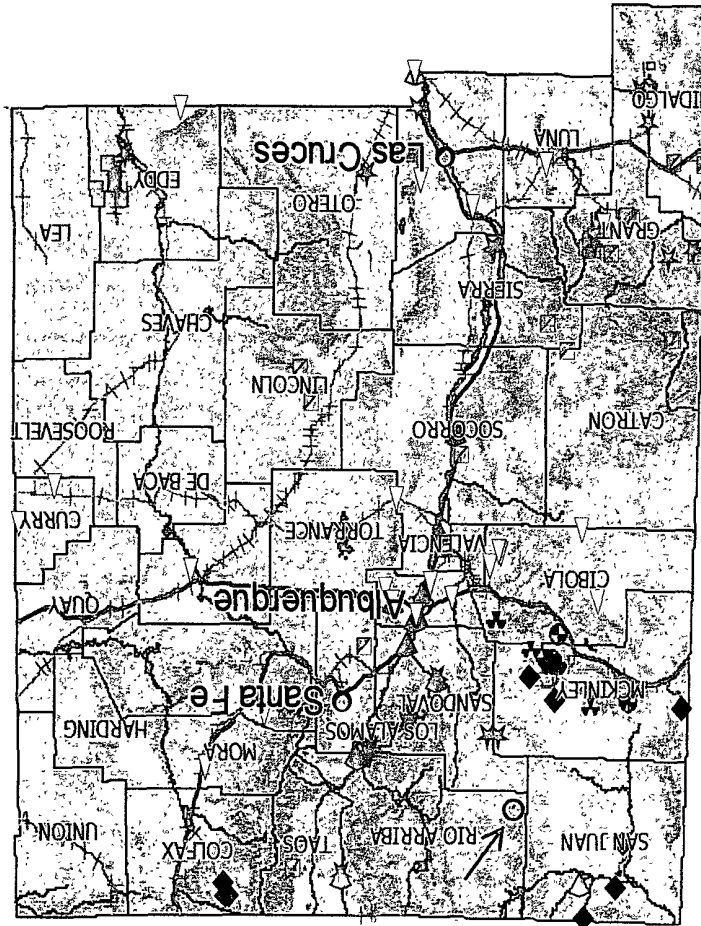 SAN JUAN
RIO ARRIBA
TAOS
COLFAX
UNION
MCKINLEY
SANDOVAL
LOS ALAMOS
MORA
HARDING
Santa Fe
CIBOLA
Albuquerque
QUAY
VALENCIA
TORRANCE
DE BACA
CURRY
CATRON
SOCORRO
LINCOLN
ROOSEVELT
CHAVES
SIERRA
GRANT
OTERO
LEA
EDDY
LUNA
Las Cruces
HIDALGO